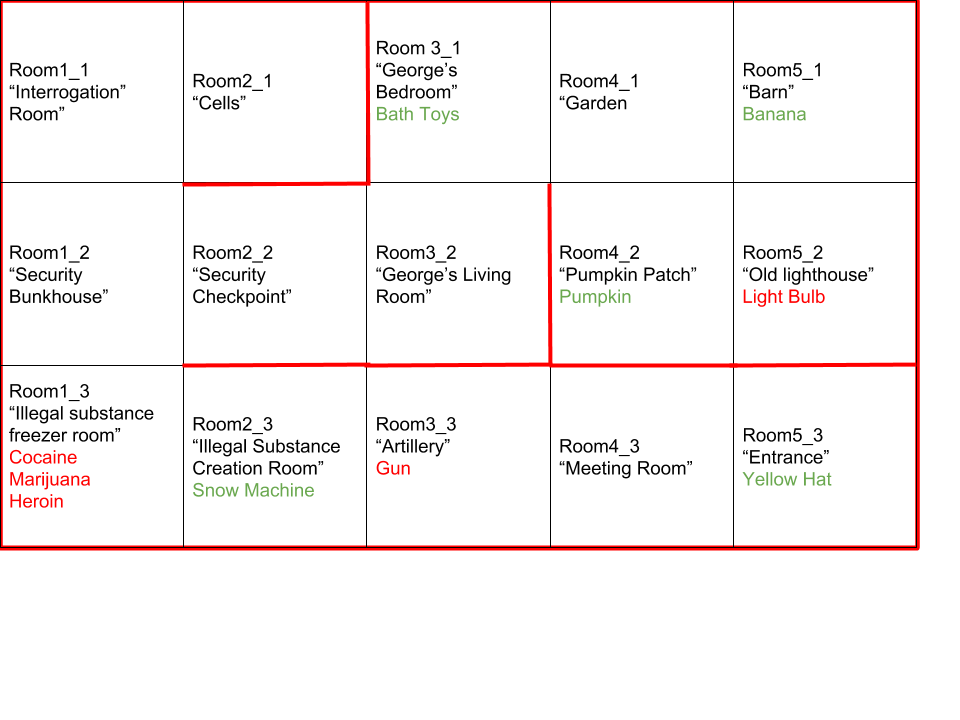 Room1_1
“Interrogation”
Room”
Room2_1
“Cells”
Room 3_1
“George’s
Bedroom”
Bath Toys
Room4_1
“Garden
Room5_1
“Barn”
Banana
Room1_2
“Security
Bunkhouse”
Room2_2
“Security
Checkpoint”
Room3_2
“George’s Living
Room”
Room4_2
“Pumpkin Patch”
Pumpkin
Room5_2
“Old lighthouse”
Light Bulb
Room1_3
“Illegal substance
freezer room”
Cocaine
Marijuana
Heroin
Room2_3
“Illegal Substance
Creation Room”
Snow Machine
Room3_3
“Artillery”
Gun
Room4_3
“Meeting Room”
Room5_3
“Entrance”
Yellow Hat